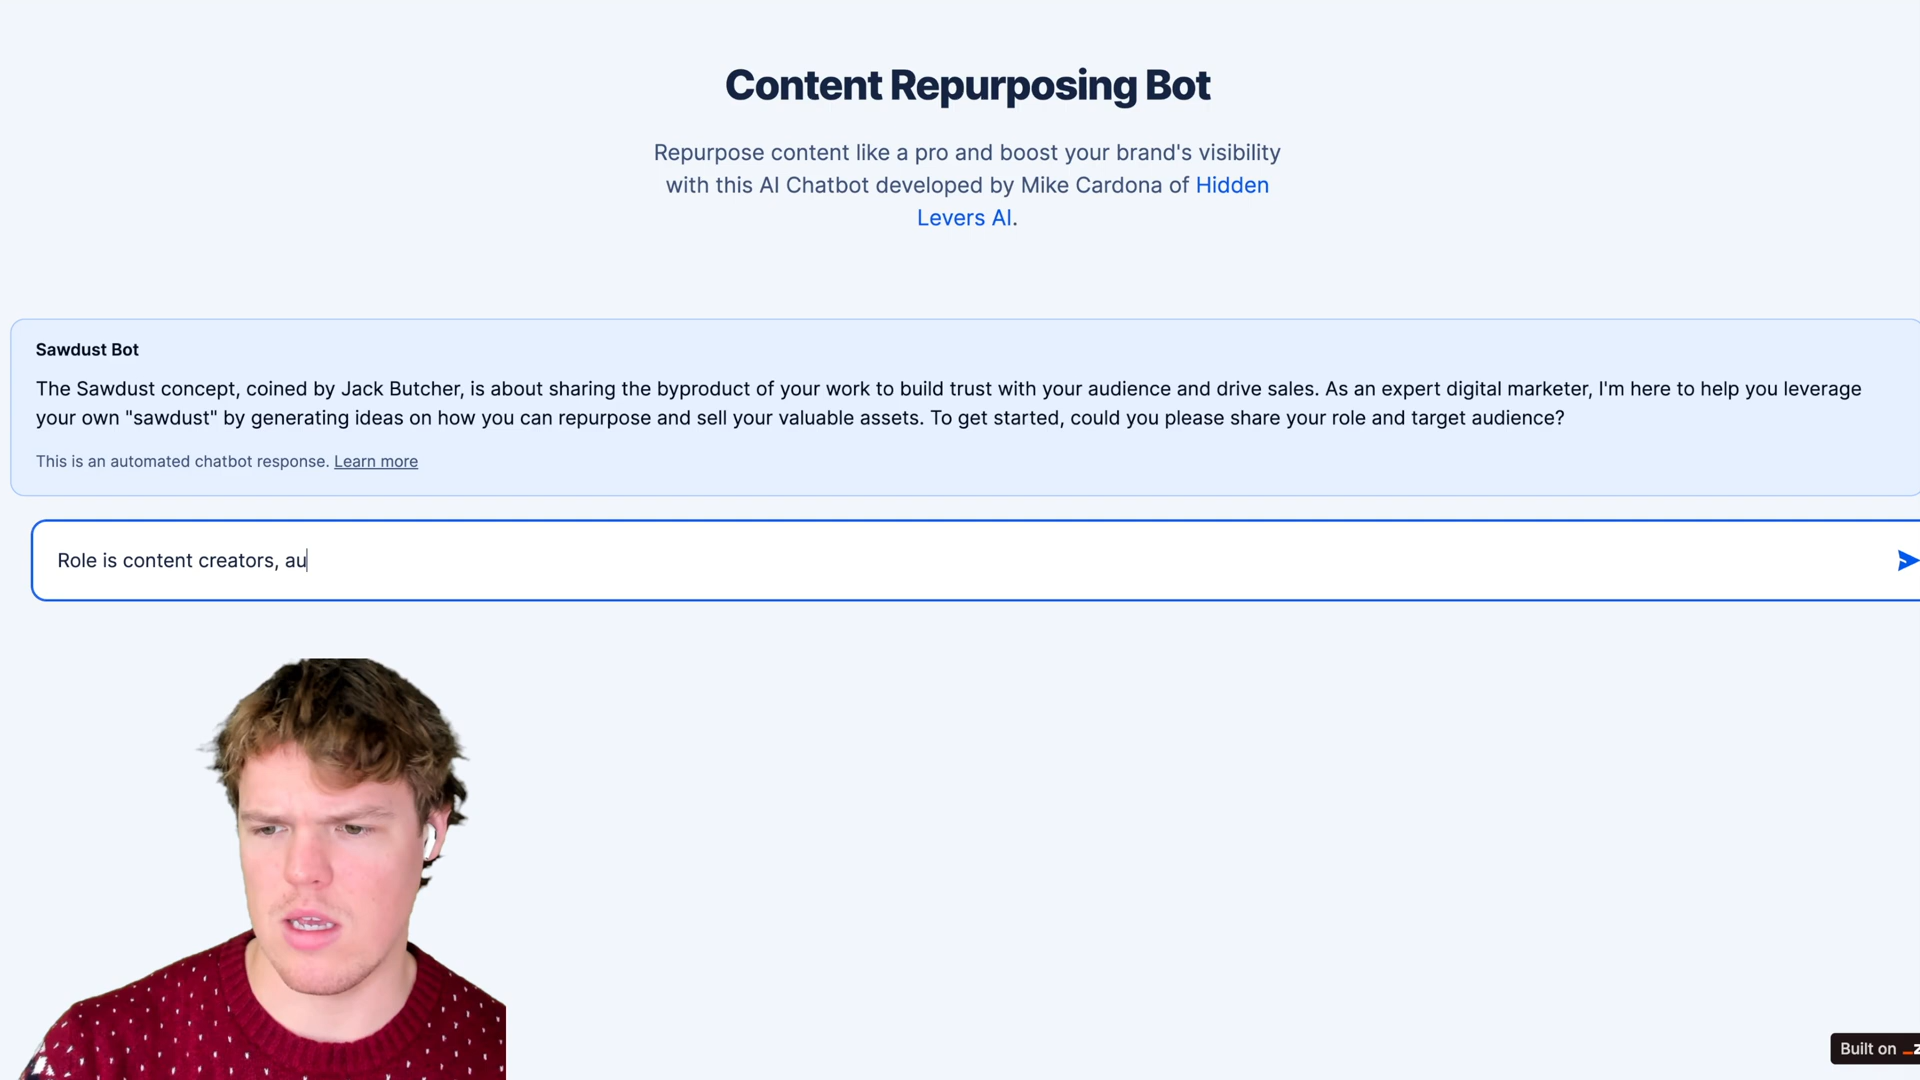 Content Repurposing Bot
Repurpose content like a pro and boost your brand's visibility
with this AI Chatbot developed by Mike Cardona of Hidden
Levers AI.
Sawdust Bot
The Sawdust concept, coined by Jack Butcher, is about sharing the byproduct of your work to build trust with your audience and drive sales. As an expert digital marketer, I'm here to help you leverage
your own "sawdust" by generating ideas on how you can repurpose and sell your valuable assets. To get started, could you please share your role and target audience?
This is an automated chatbot response. Learn more
Role is content creators, au
Built on